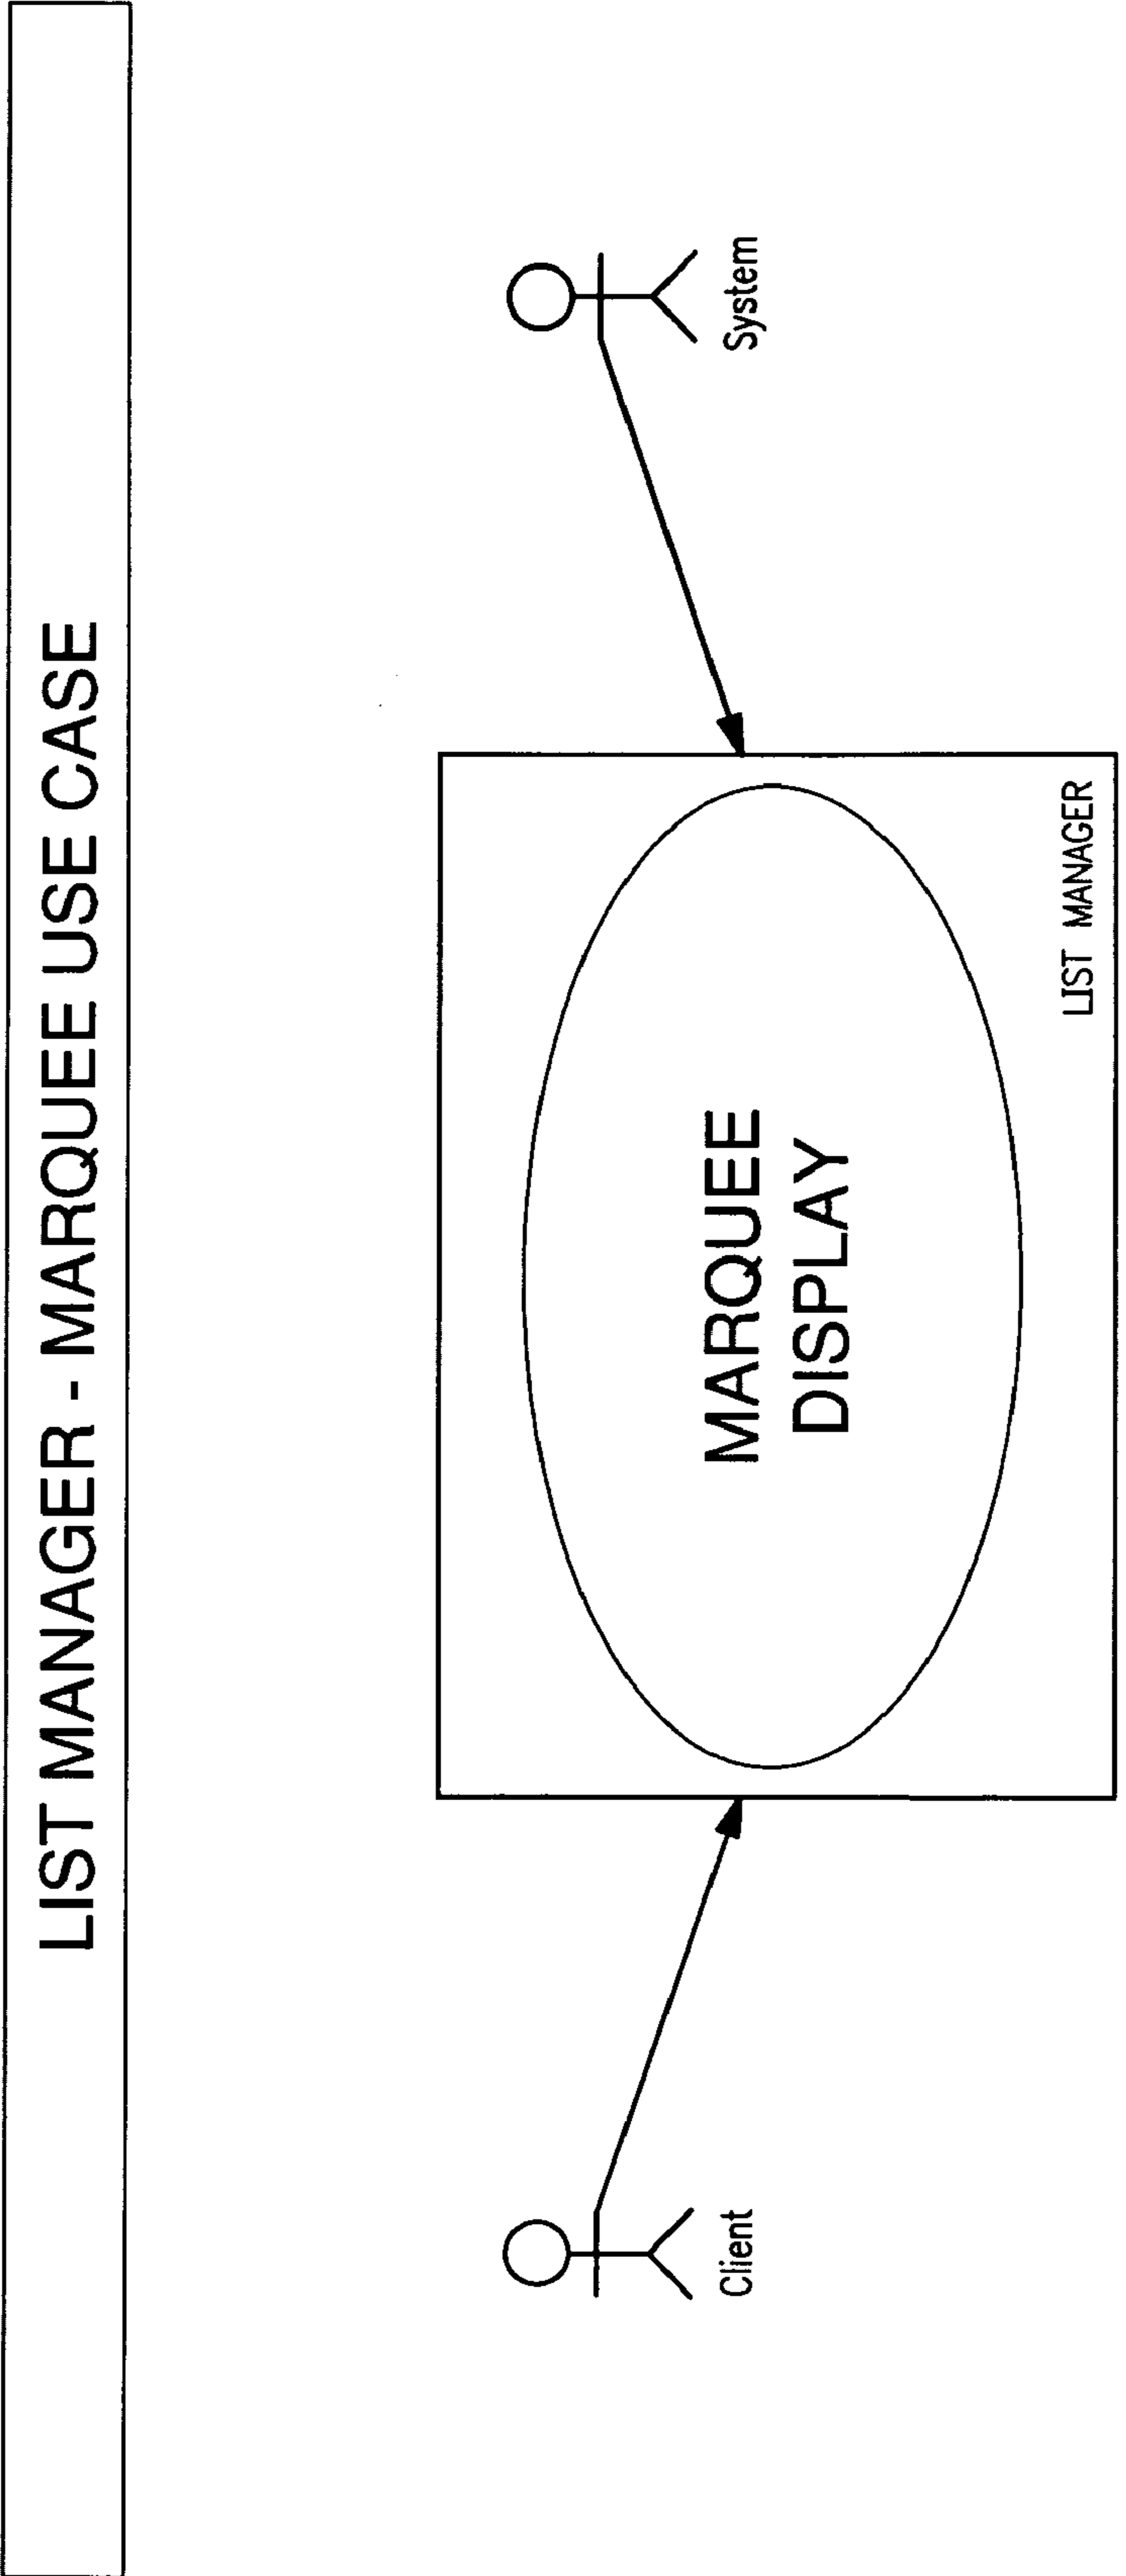 LIST MANAGER - MARQUEE USE CASE
Client
MARQUEE
DISPLAY
LIST MANAGER
System